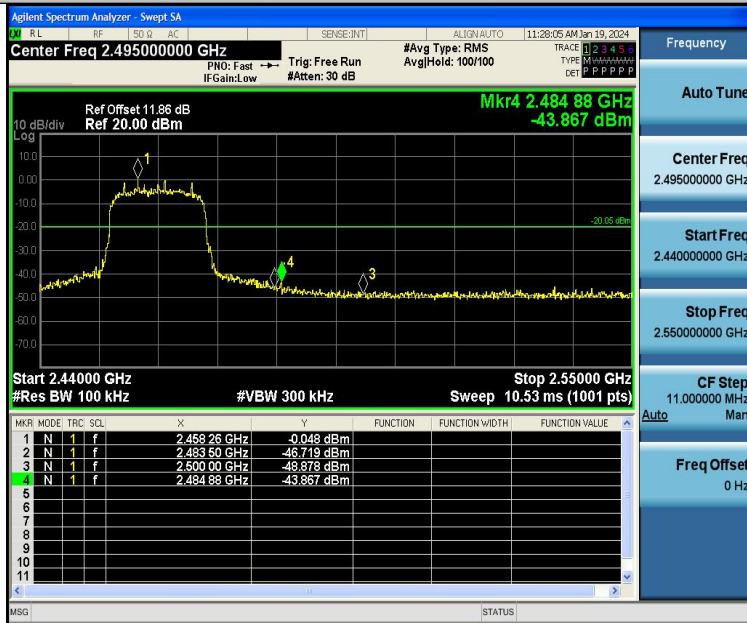 Agilent Spectrum Analyzer - Swept SA
LXI RL RF 50 Ω AC SENSE:INT ALIGN AUTO 11:28:05 AM Jan 19, 2024
Center Freq 2.495000000 GHz
PNO: Fast
IFGain:Low
Trig: Free Run
#Atten: 30 dB
#Avg Type: RMS
Avg|Hold: 100/100
TRACE 1 2 3 4 5 6
TYPE M
DET P P P P P P
Ref Offset 11.86 dB
Ref 20.00 dBm
Mkr4 2.484 88 GHz
-43.867 dBm
10 dB/div
Log
10.0
0.00
-10.0
-20.0
-30.0
-40.0
-50.0
-60.0
-70.0
1
4
3
-20.05 dBm
Start 2.44000 GHz
Stop 2.55000 GHz
#Res BW 100 kHz
#VBW 300 kHz
Sweep 10.53 ms (1001 pts)
MKR MODE TRC SCL X Y FUNCTION FUNCTION WIDTH FUNCTION VALUE
1 N 1 f 2.458 26 GHz -0.048 dBm
2 N 1 f 2.483 50 GHz -46.719 dBm
3 N 1 f 2.500 00 GHz -48.878 dBm
4 N 1 f 2.484 88 GHz -43.867 dBm
5
6
7
8
9
10
11
MSG
STATUS
Frequency
Auto Tune
Center Freq
2.495000000 GHz
Start Freq
2.440000000 GHz
Stop Freq
2.550000000 GHz
CF Step
11.000000 MHz
Auto Man
Freq Offset
0 Hz